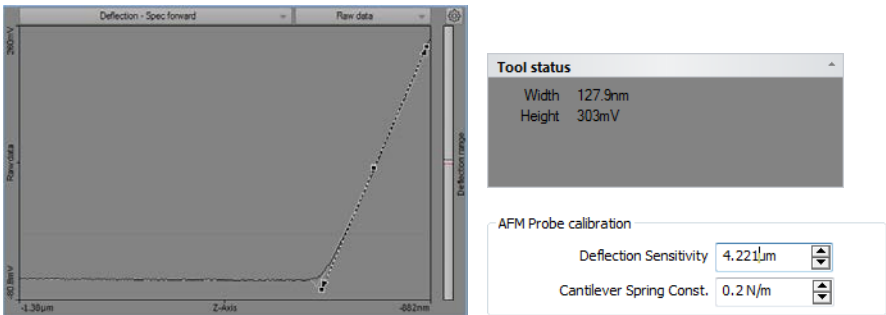 Deflection - Spec forward
Raw data
260mV
Raw data
-80.8mV
-1.38µm
Z-Axis
-882nm
Deflection range
Tool status
Width 127.9nm
Height 303mV
AFM Probe calibration
Deflection Sensitivity 4.221µm
Cantilever Spring Const. 0.2 N/m